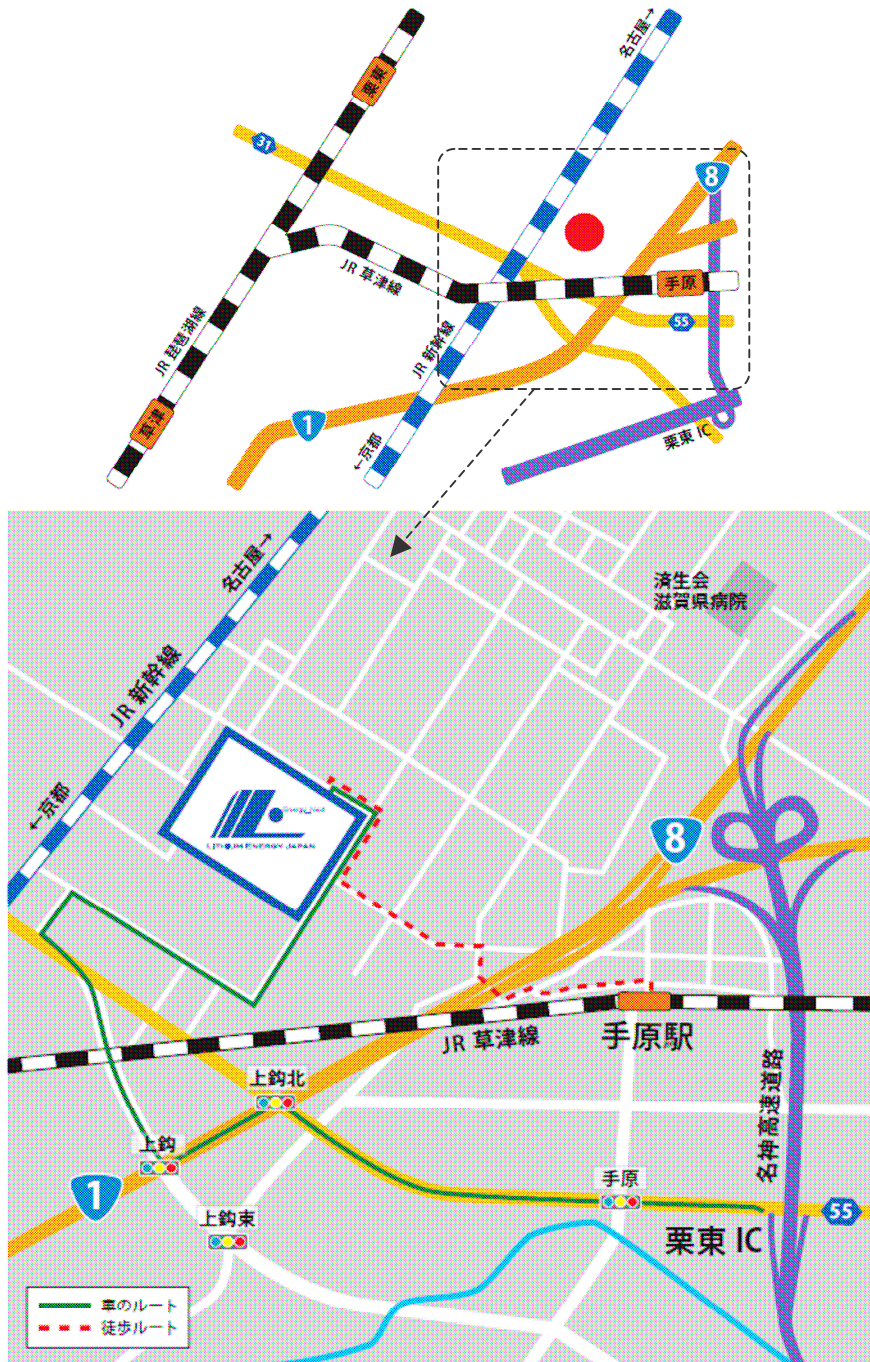 名古屋→
栗東
31
8
JR 草津線
手原
JR 琵琶湖線
JR 新幹線
55
草津
1
←京都
栗東 IC
名古屋→
済生会
滋賀県病院
JR 新幹線
←京都
LITHIUM ENERGY JAPAN
8
JR 草津線
手原駅
上鈎北
名神高速道路
上鈎
手原
1
上鈎東
55
栗東 IC
車のルート
徒歩ルート